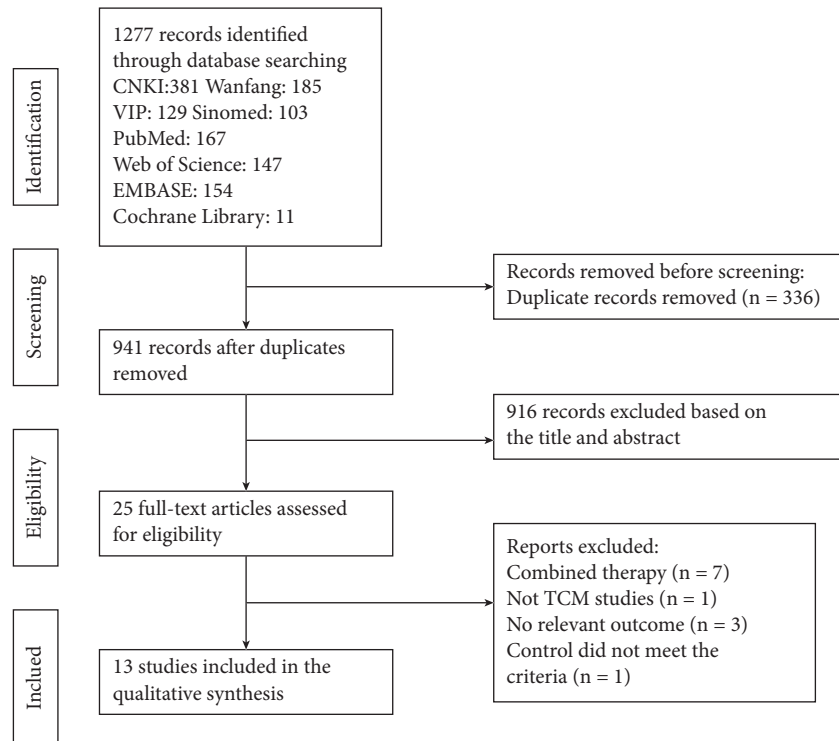 Identification
1277 records identified
through database searching
CNKI:381 Wanfang: 185
VIP: 129 Sinomed: 103
PubMed: 167
Web of Science: 147
EMBASE: 154
Cochrane Library: 11
Screening
Records removed before screening:
Duplicate records removed (n = 336)
941 records after duplicates
removed
916 records excluded based on
the title and abstract
Eligibility
25 full-text articles assessed
for eligibility
Reports excluded:
Combined therapy (n = 7)
Not TCM studies (n = 1)
No relevant outcome (n = 3)
Control did not meet the
criteria (n = 1)
Inclued
13 studies included in the
qualitative synthesis